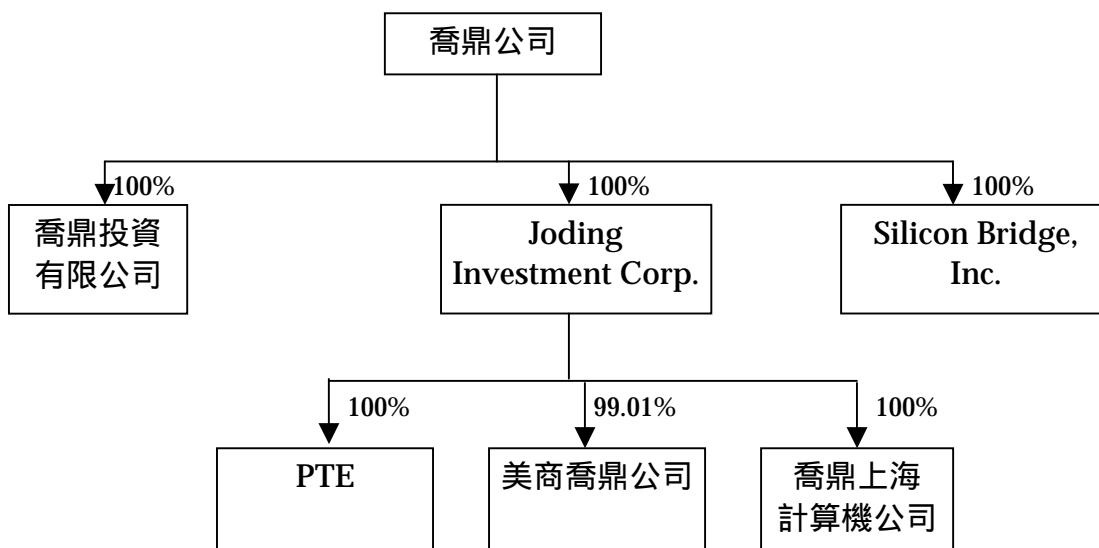 喬鼎公司
100%
100%
100%
喬鼎投資
有限公司
Joding
Investment Corp.
Silicon Bridge,
Inc.
100%
99.01%
100%
PTE
美商喬鼎公司
喬鼎上海
計算機公司